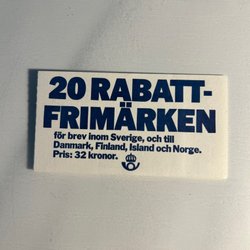 20 RABATT-
FRIMÄRKEN
för brev inom Sverige, och till
Danmark, Finland, Island och Norge.
Pris: 32 kronor.